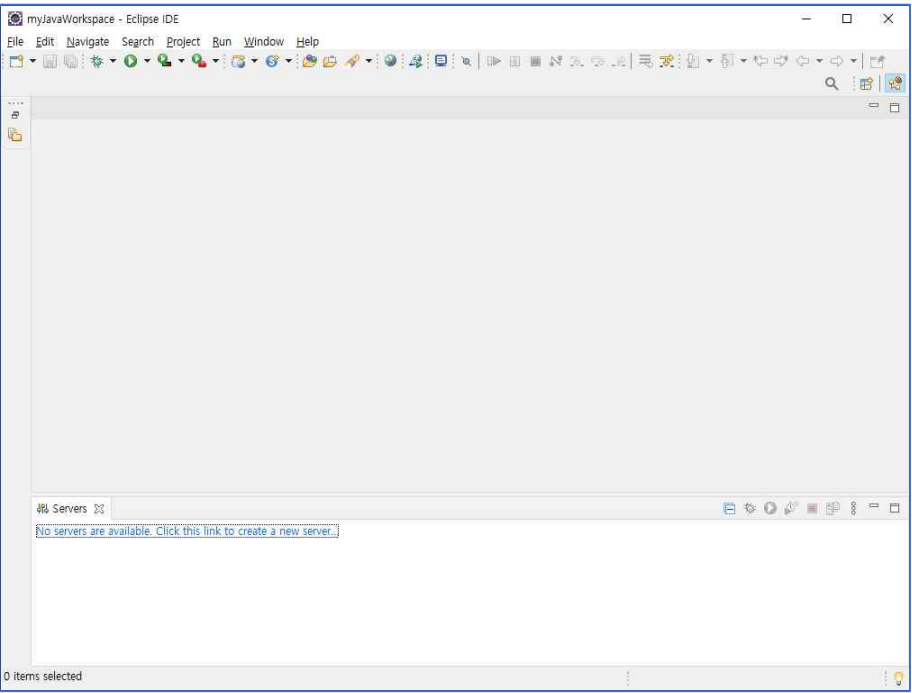 myJavaWorkspace - Eclipse IDE
File Edit Navigate Search Project Run Window Help
Servers
No servers are available. Click this link to create a new server...
0 items selected